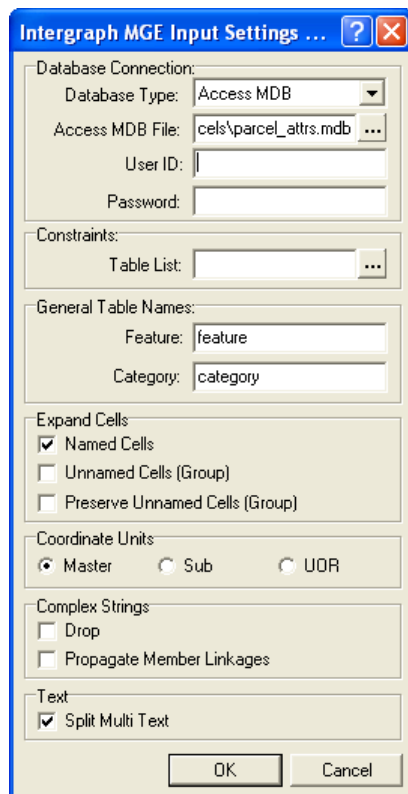 Intergraph MGE Input Settings ...
Database Connection:
Database Type: Access MDB
Access MDB File: cels\parcel_attrs.mdb ...
User ID:
Password:
Constraints:
Table List: ...
General Table Names:
Feature: feature
Category: category
Expand Cells
Named Cells
Unnamed Cells (Group)
Preserve Unnamed Cells (Group)
Coordinate Units
Master Sub UOR
Complex Strings
Drop
Propagate Member Linkages
Text
Split Multi Text
OK Cancel